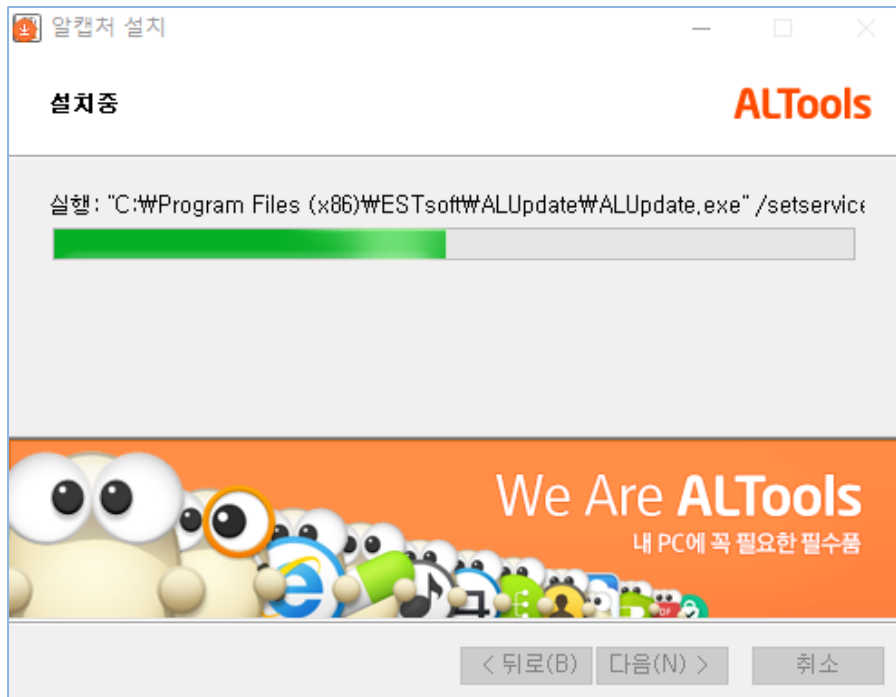 알캡처 설치
설치중
ALTools
실행: "C:₩Program Files (x86)₩ESTsoft₩ALUpdate₩ALUpdate.exe" /setservice
We Are ALTools
내 PC에 꼭 필요한 필수품
< 뒤로(B)
다음(N) >
취소